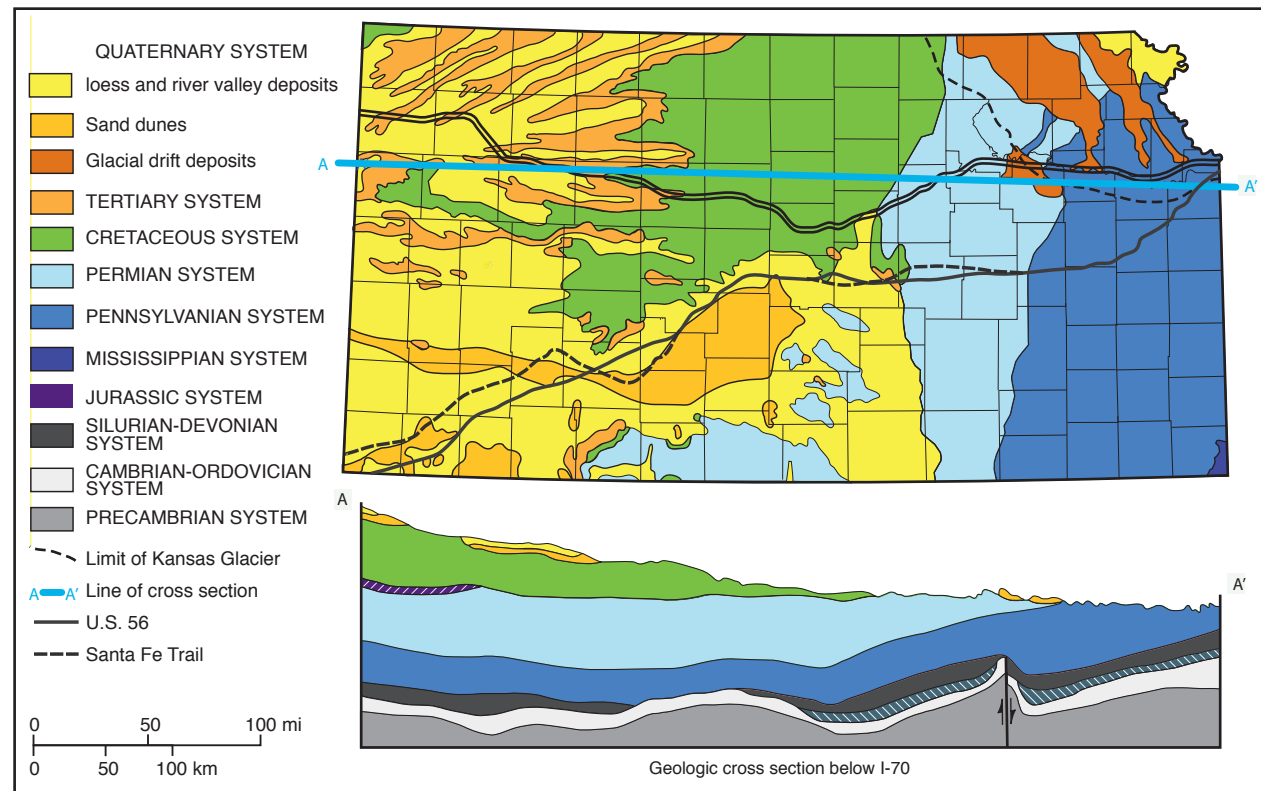 QUATERNARY SYSTEM
loess and river valley deposits
Sand dunes
Glacial drift deposits
TERTIARY SYSTEM
CRETACEOUS SYSTEM
PERMIAN SYSTEM
PENNSYLVANIAN SYSTEM
MISSISSIPPIAN SYSTEM
JURASSIC SYSTEM
SILURIAN-DEVONIAN
SYSTEM
CAMBRIAN-ORDOVICIAN
SYSTEM
PRECAMBRIAN SYSTEM
Limit of Kansas Glacier
A A' Line of cross section
U.S. 56
Santa Fe Trail
0 50 100 mi
0 50 100 km
A A'
A A'
Geologic cross section below I-70